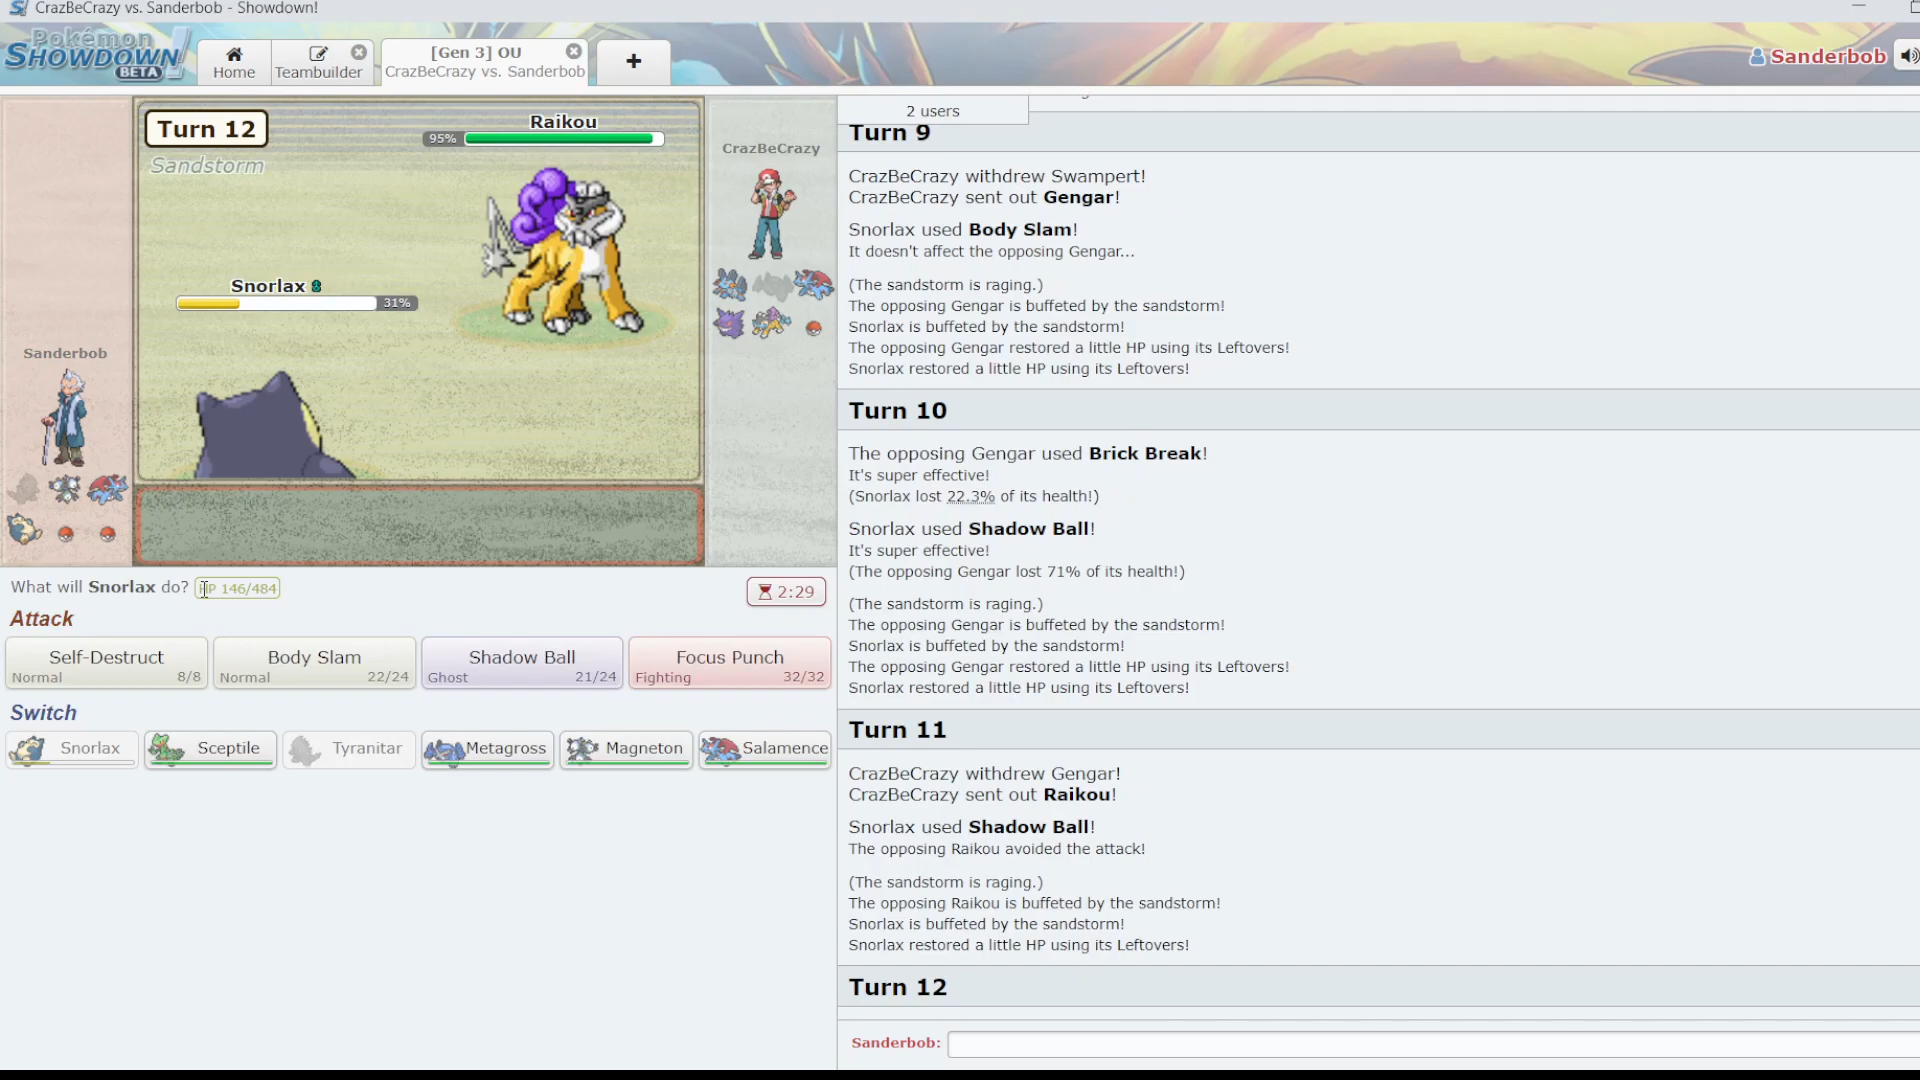 CrazBeCrazy vs. Sanderbob - Showdown!
Pokémon
SHOWDOWN!
BETA
Home
Teambuilder
[Gen 3] OU
CrazBeCrazy vs. Sanderbob
+
Sanderbob
Turn 12
Sandstorm
Raikou
95%
Snorlax
31%
CrazBeCrazy
Sanderbob
What will Snorlax do? HP 146/484
2:29
Attack
Self-Destruct
Normal 8/8
Body Slam
Normal 22/24
Shadow Ball
Ghost 21/24
Focus Punch
Fighting 32/32
Switch
Snorlax
Sceptile
Tyranitar
Metagross
Magneton
Salamence
2 users
Turn 9
CrazBeCrazy withdrew Swampert!
CrazBeCrazy sent out Gengar!
Snorlax used Body Slam!
It doesn't affect the opposing Gengar...
(The sandstorm is raging.)
The opposing Gengar is buffeted by the sandstorm!
Snorlax is buffeted by the sandstorm!
The opposing Gengar restored a little HP using its Leftovers!
Snorlax restored a little HP using its Leftovers!
Turn 10
The opposing Gengar used Brick Break!
It's super effective!
(Snorlax lost 22.3% of its health!)
Snorlax used Shadow Ball!
It's super effective!
(The opposing Gengar lost 71% of its health!)
(The sandstorm is raging.)
The opposing Gengar is buffeted by the sandstorm!
Snorlax is buffeted by the sandstorm!
The opposing Gengar restored a little HP using its Leftovers!
Snorlax restored a little HP using its Leftovers!
Turn 11
CrazBeCrazy withdrew Gengar!
CrazBeCrazy sent out Raikou!
Snorlax used Shadow Ball!
The opposing Raikou avoided the attack!
(The sandstorm is raging.)
The opposing Raikou is buffeted by the sandstorm!
Snorlax is buffeted by the sandstorm!
Snorlax restored a little HP using its Leftovers!
Turn 12
Sanderbob: